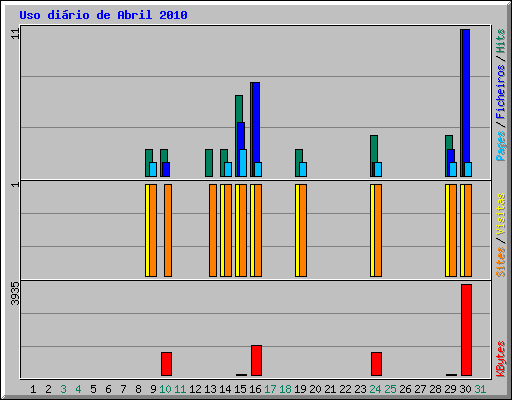 Uso diário de Abril 2010
11
Pages / Ficheiros / Hits
1
Sites / Visitas
3935
KBytes
1 2 3 4 5 6 7 8 9 10 11 12 13 14 15 16 17 18 19 20 21 22 23 24 25 26 27 28 29 30 31